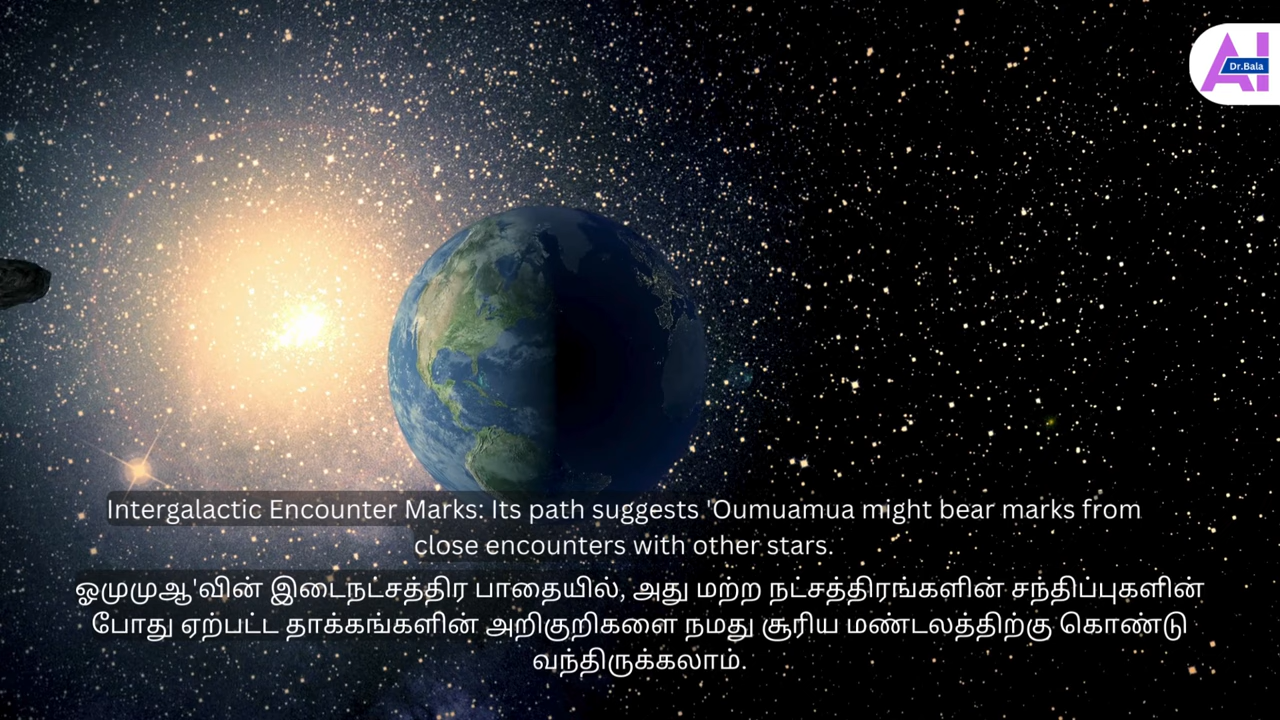 AI
Dr.Bala
Intergalactic Encounter Marks: Its path suggests 'Oumuamua might bear marks from
close encounters with other stars.
ஓமுமுஆ'வின் இடைநட்சத்திர பாதையில், அது மற்ற நட்சத்திரங்களின் சந்திப்புகளின்
போது ஏற்பட்ட தாக்கங்களின் அறிகுறிகளை நமது சூரிய மண்டலத்திற்கு கொண்டு
வந்திருக்கலாம்.